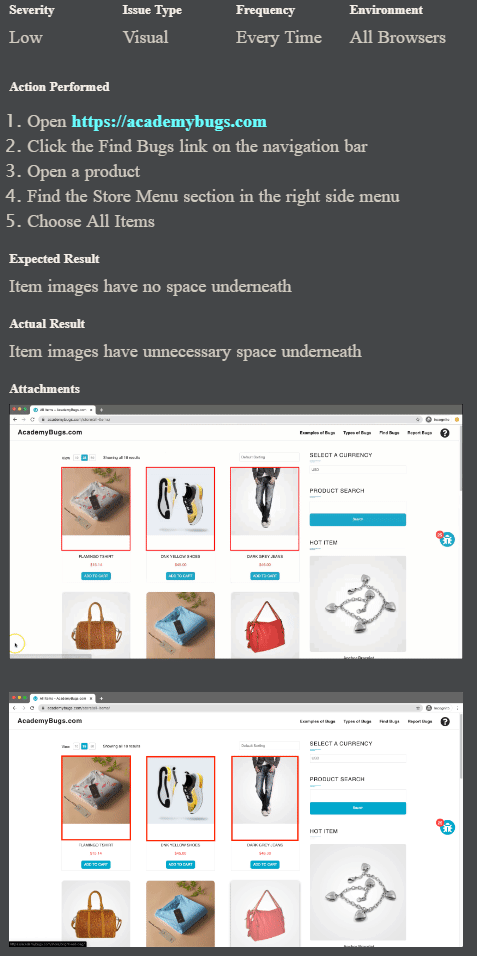 Severity Issue Type Frequency Environment
Low Visual Every Time All Browsers
Action Performed
1. Open https://academybugs.com
2. Click the Find Bugs link on the navigation bar
3. Open a product
4. Find the Store Menu section in the right side menu
5. Choose All Items
Expected Result
Item images have no space underneath
Actual Result
Item images have unnecessary space underneath
Attachments
AcademyBugs.com Examples of Bugs Types of Bugs Find Bugs Report Bugs ?
Showing all 18 results
SELECT A CURRENCY
USD
PRODUCT SEARCH
Search
HOT ITEM
FLAMINGO TSHIRT DNK YELLOW SHOES DARK GREY JEANS
ADD TO CART ADD TO CART ADD TO CART
Anchor Bracelet
AcademyBugs.com Examples of Bugs Types of Bugs Find Bugs Report Bugs ?
Showing all 18 results Default Sorting
SELECT A CURRENCY
USD
PRODUCT SEARCH
Search
HOT ITEM
FLAMINGO TSHIRT DNK YELLOW SHOES DARK GREY JEANS
ADD TO CART ADD TO CART ADD TO CART
Anchor Bracelet